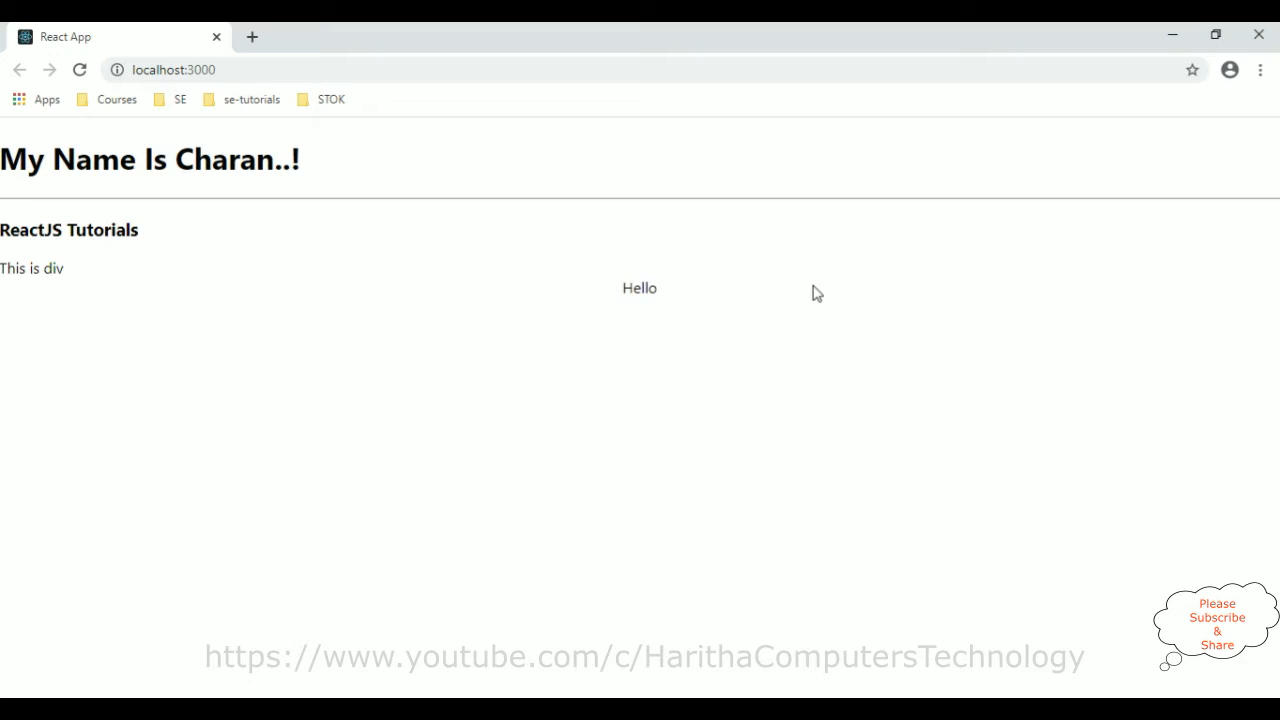 React App
localhost:3000
Apps Courses SE se-tutorials STOK
My Name Is Charan..!
ReactJS Tutorials
This is div
Hello
Please
Subscribe
&
Share
https://www.youtube.com/c/HarithaComputersTechnology